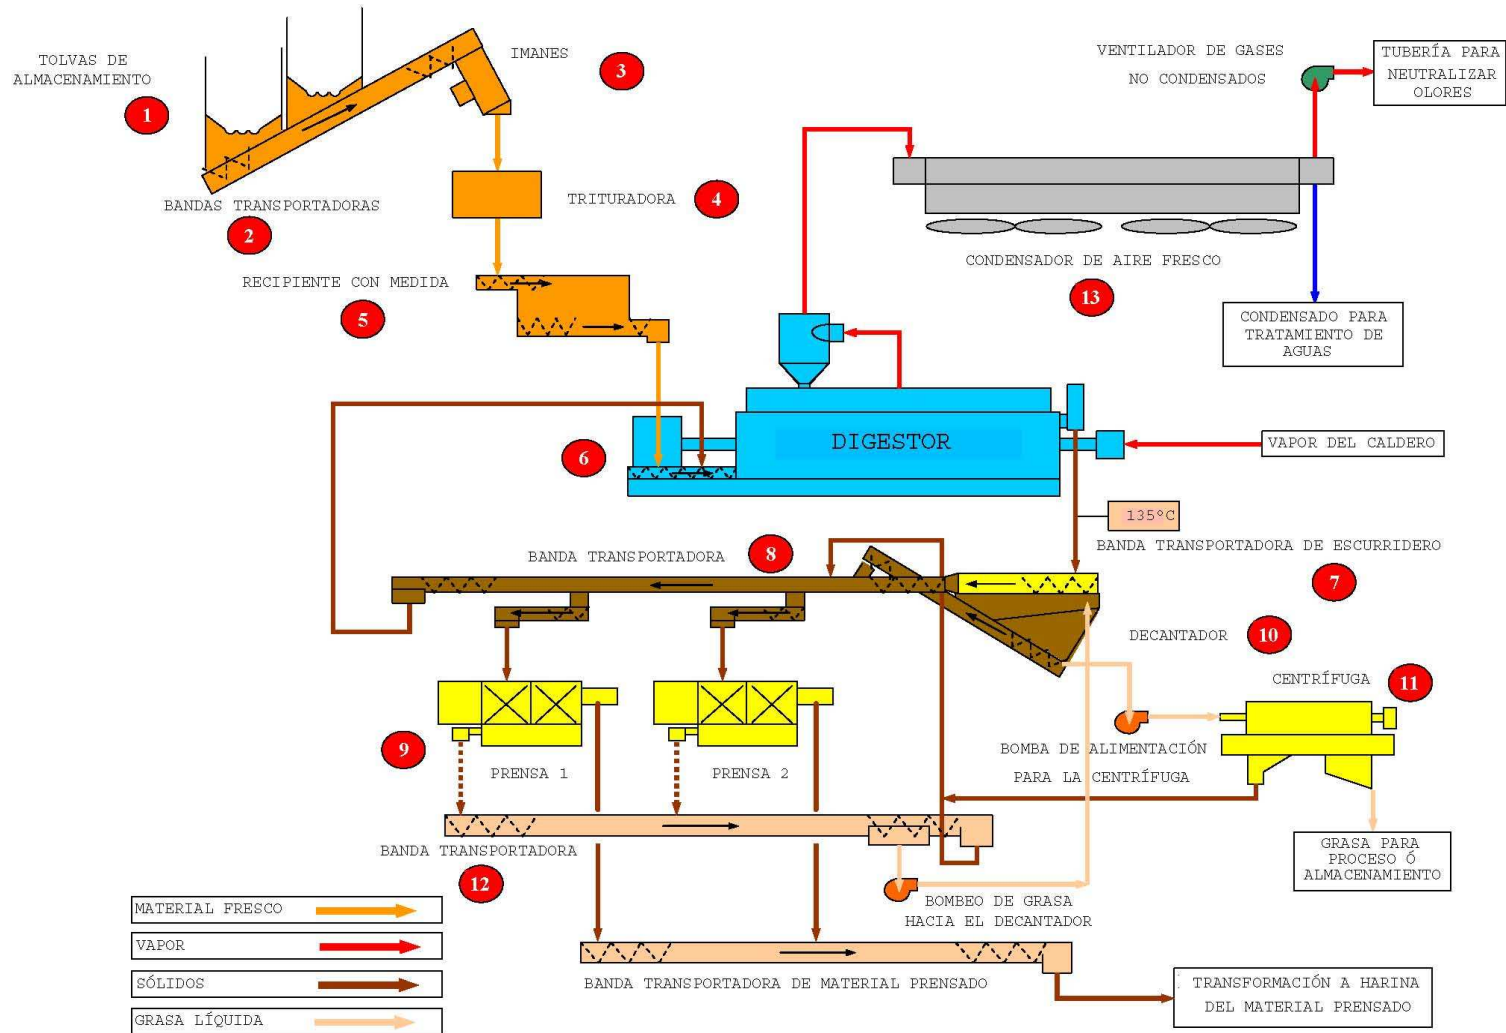 TOLVAS DE
ALMACENAMIENTO
1
IMANES
3
BANDAS TRANSPORTADORAS
2
TRITURADORA
4
RECIPIENTE CON MEDIDA
5
VENTILADOR DE GASES
NO CONDENSADOS
TUBERÍA PARA
NEUTRALIZAR
OLORES
CONDENSADOR DE AIRE FRESCO
13
CONDENSADO PARA
TRATAMIENTO DE
AGUAS
DIGESTOR
6
VAPOR DEL CALDERO
135ºC
BANDA TRANSPORTADORA DE ESCURRIDERO
7
BANDA TRANSPORTADORA
8
DECANTADOR
10
CENTRÍFUGA
11
BOMBA DE ALIMENTACIÓN
PARA LA CENTRÍFUGA
9
PRENSA 1
PRENSA 2
GRASA PARA
PROCESO Ó
ALMACENAMIENTO
BANDA TRANSPORTADORA
12
BOMBEO DE GRASA
HACIA EL DECANTADOR
BANDA TRANSPORTADORA DE MATERIAL PRENSADO
TRANSFORMACIÓN A HARINA
DEL MATERIAL PRENSADO
MATERIAL FRESCO
VAPOR
SÓLIDOS
GRASA LÍQUIDA